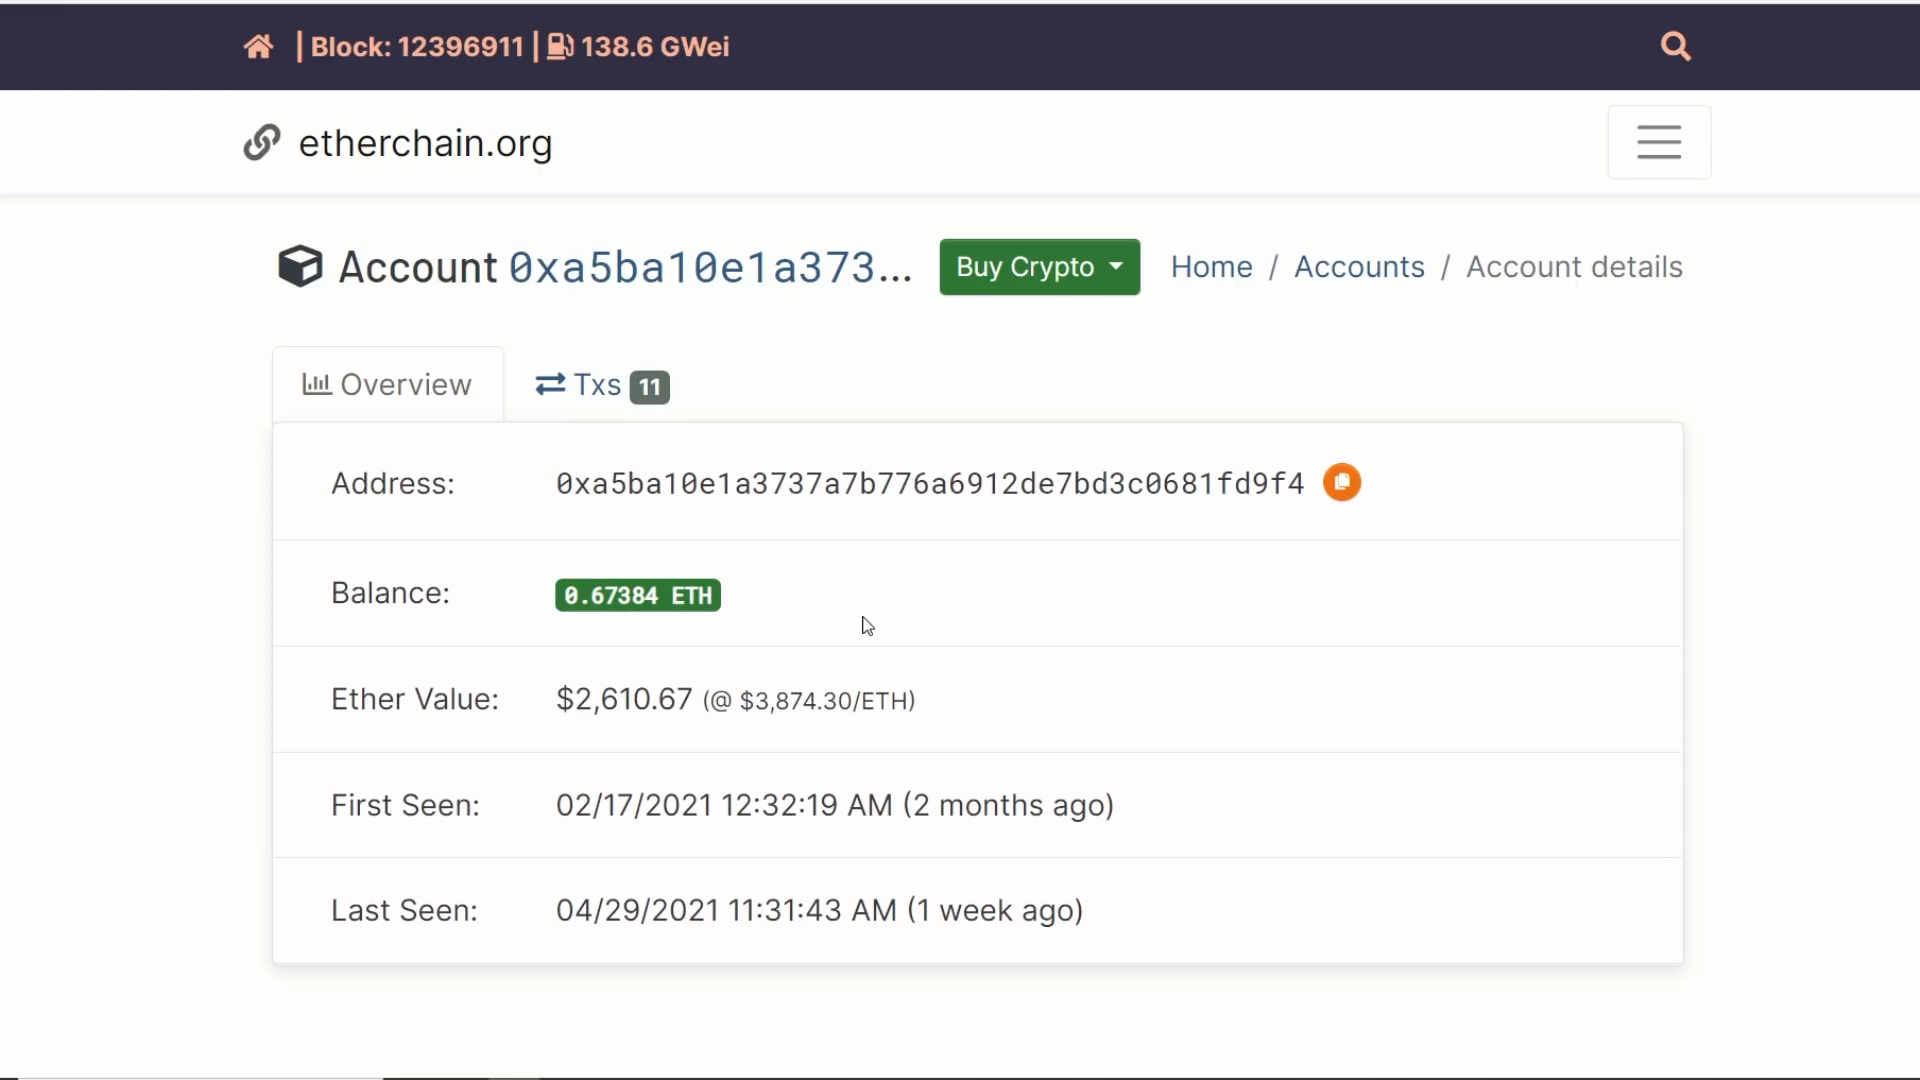 | Block: 12396911 | 138.6 GWei
etherchain.org
Account 0xa5ba10e1a373... Buy Crypto Home / Accounts / Account details
Overview Txs 11
Address: 0xa5ba10e1a3737a7b776a6912de7bd3c0681fd9f4
Balance: 0.67384 ETH
Ether Value: $2,610.67 (@ $3,874.30/ETH)
First Seen: 02/17/2021 12:32:19 AM (2 months ago)
Last Seen: 04/29/2021 11:31:43 AM (1 week ago)